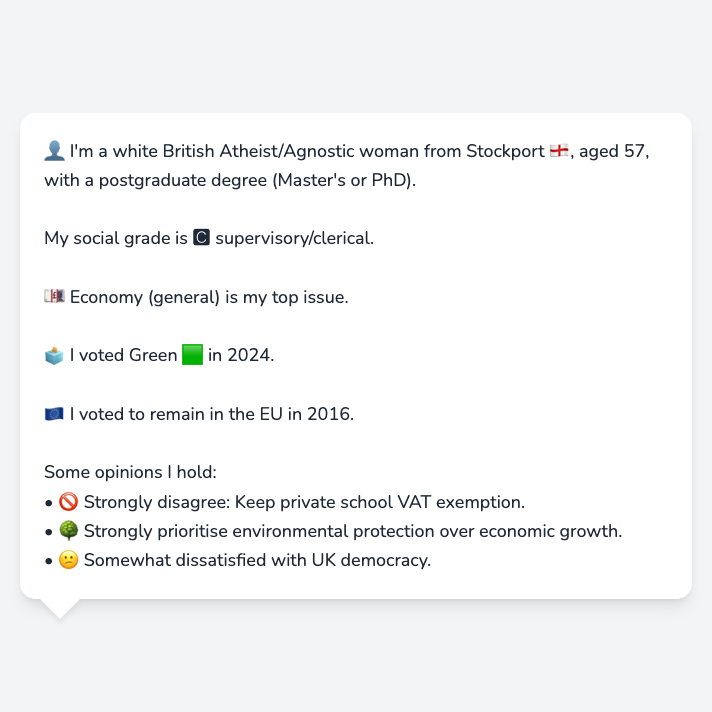 👤 I'm a white British Atheist/Agnostic woman from Stockport 🏴󠁧󠁢󠁥󠁮󠁧󠁿, aged 57,
with a postgraduate degree (Master's or PhD).
My social grade is 🅲 supervisory/clerical.
💷 Economy (general) is my top issue.
🗳️ I voted Green 🟩 in 2024.
🇪🇺 I voted to remain in the EU in 2016.
Some opinions I hold:
• 🚫 Strongly disagree: Keep private school VAT exemption.
• 🌳 Strongly prioritise environmental protection over economic growth.
• 😕 Somewhat dissatisfied with UK democracy.